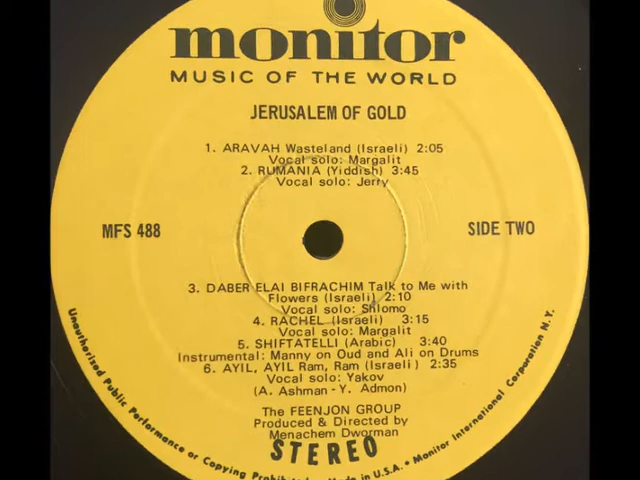 monitor
MUSIC OF THE WORLD
JERUSALEM OF GOLD
1. ARAVAH Wasteland (Israeli) 2:05
Vocal solo: Margalit
2. RUMANIA (Yiddish) 3:45
Vocal solo: Jerry
MFS 488
SIDE TWO
3. DABER ELAI BIFRACHIM Talk to Me with
Flowers (Israeli) 2:10
Vocal solo: Shlomo
4. RACHEL (Israeli) 3:15
Vocal solo: Margalit
5. SHIFTATELLI (Arabic) 3:40
Instrumental: Manny on Oud and Ali on Drums
6. AYIL, AYIL Ram, Ram (Israeli) 2:35
Vocal solo: Yakov
(A. Ashman - Y. Admon)
The FEENJON GROUP
Produced & Directed by
Menachem Dworman
STEREO
Unauthorized Public Performance or Copying Prohibited • Made in U.S.A. • Monitor International Corporation N.Y.